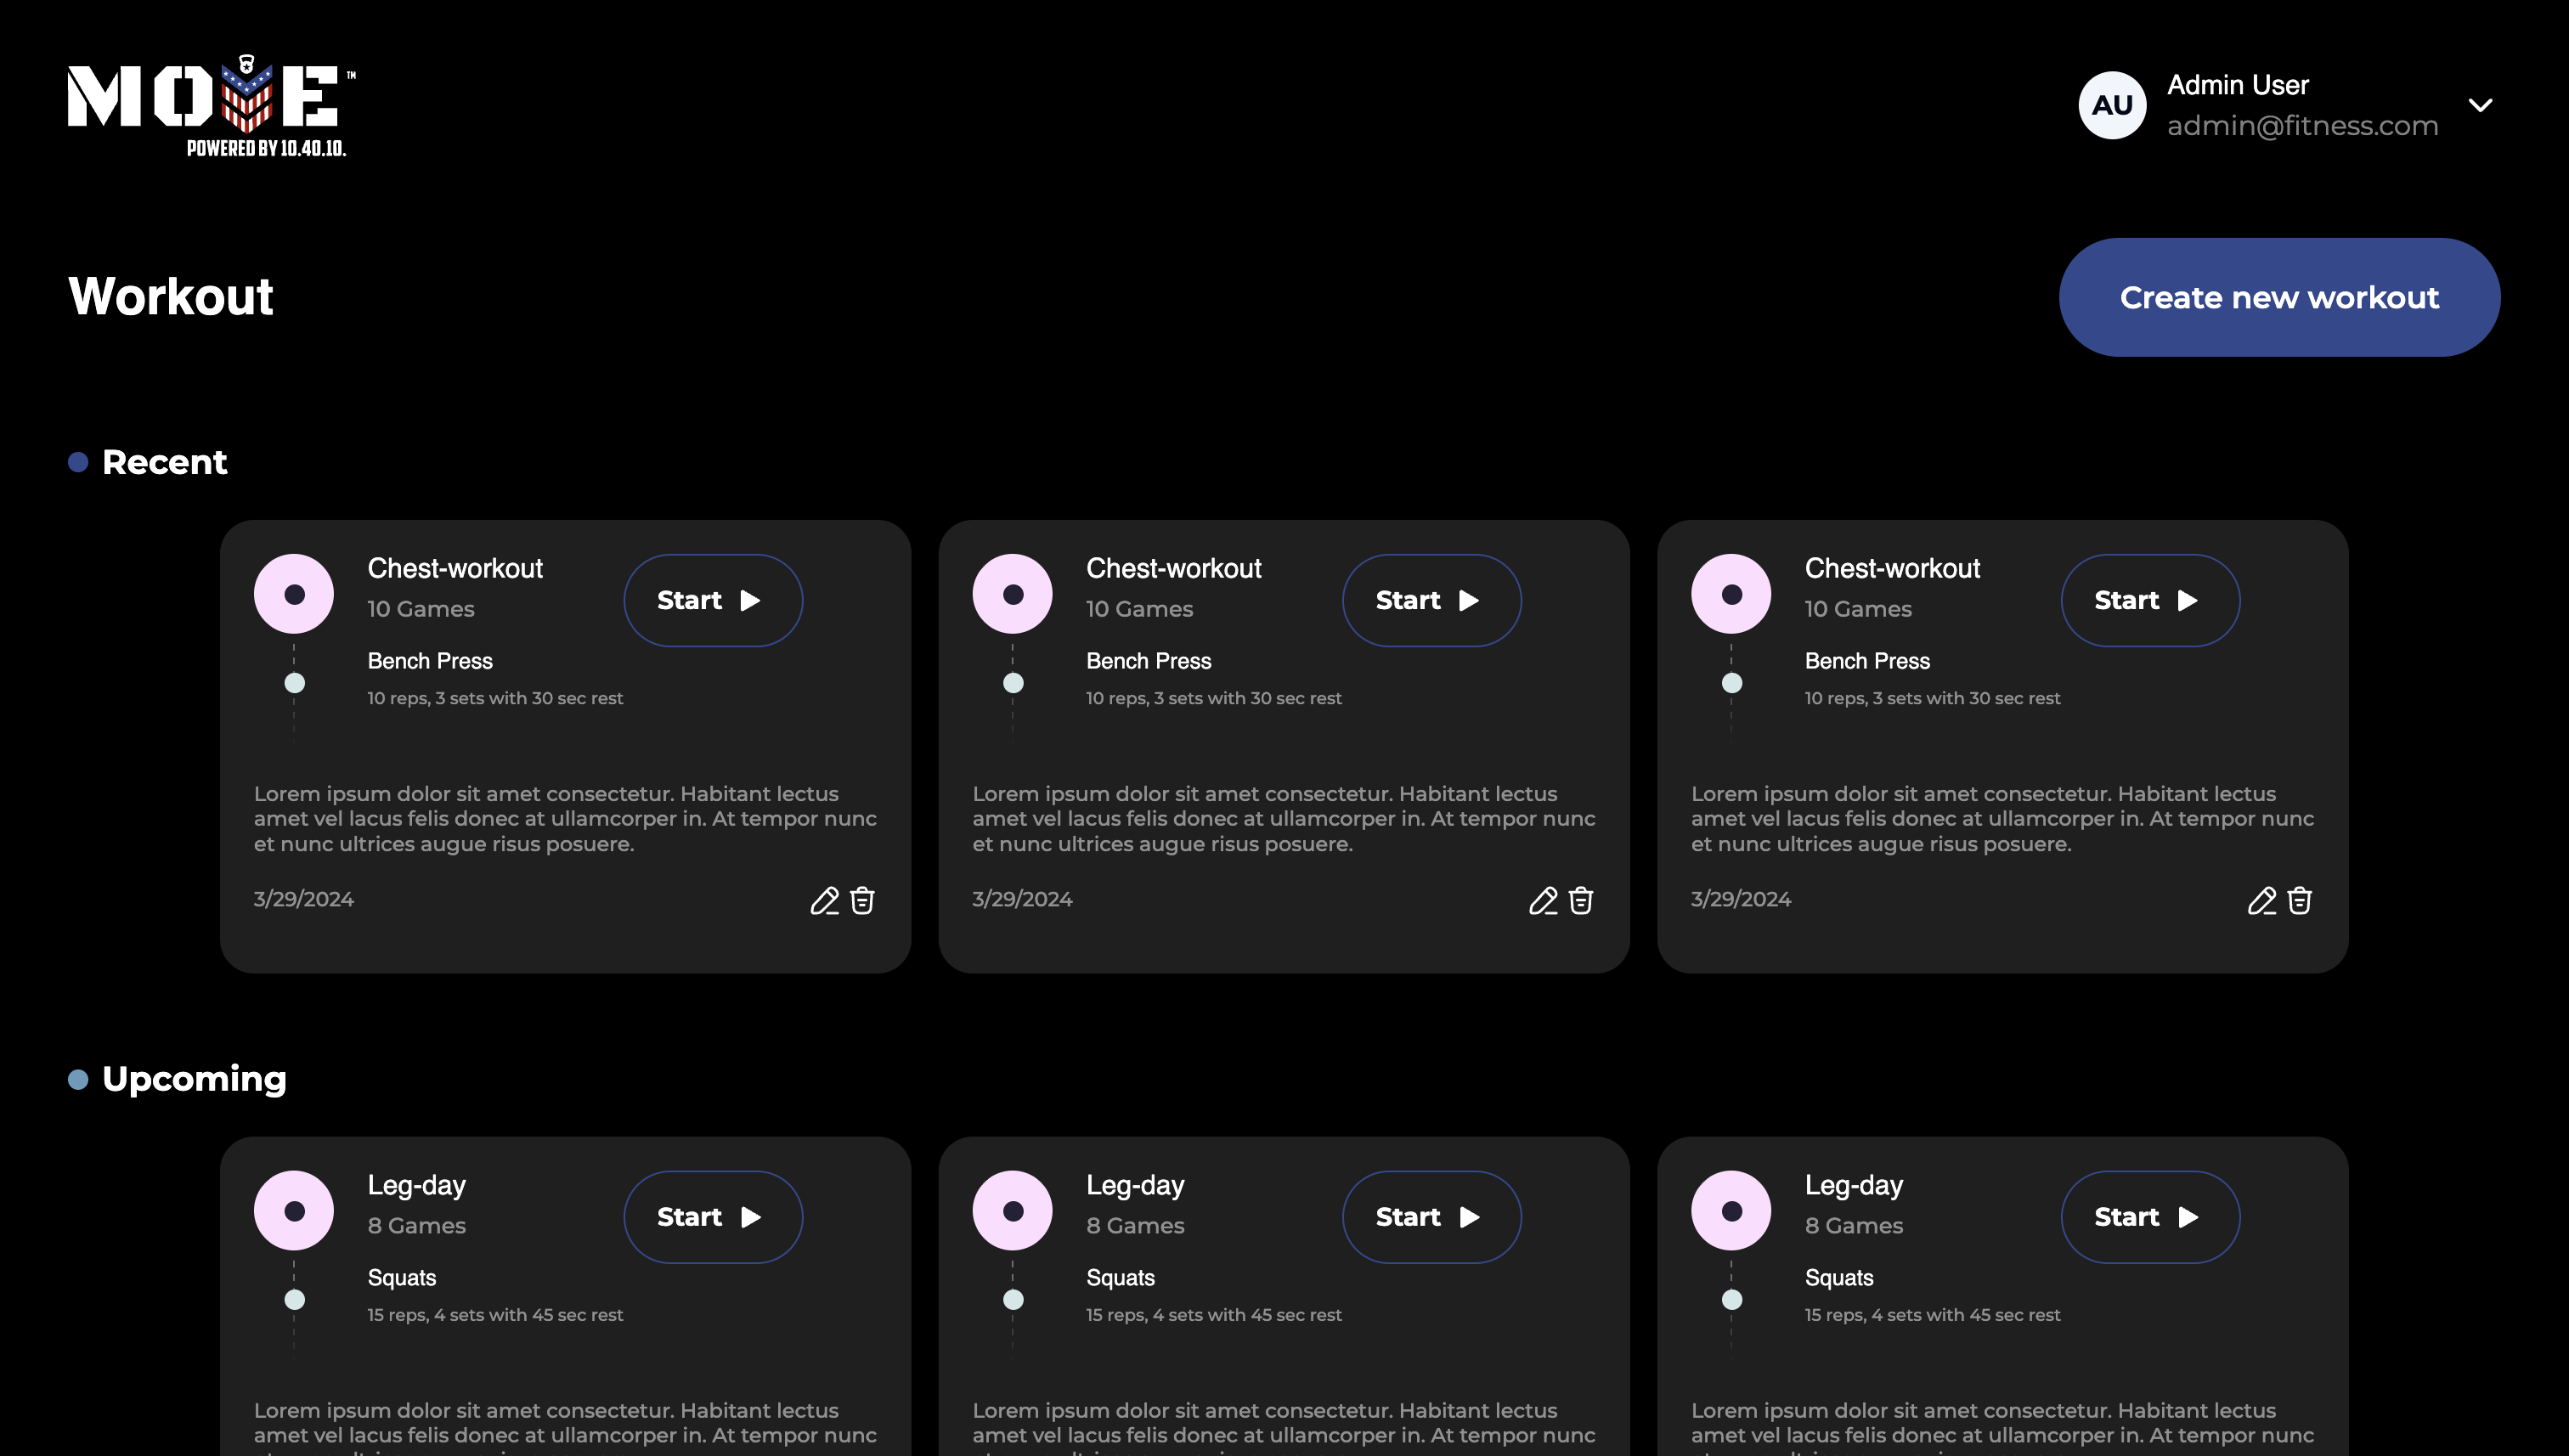 MOVE™
POWERED BY 10.40.10.
AU
Admin User
admin@fitness.com
Workout
Create new workout
Recent
Chest-workout
10 Games
Start
Bench Press
10 reps, 3 sets with 30 sec rest
Lorem ipsum dolor sit amet consectetur. Habitant lectus
amet vel lacus felis donec at ullamcorper in. At tempor nunc
et nunc ultrices augue risus posuere.
3/29/2024
Chest-workout
10 Games
Start
Bench Press
10 reps, 3 sets with 30 sec rest
Lorem ipsum dolor sit amet consectetur. Habitant lectus
amet vel lacus felis donec at ullamcorper in. At tempor nunc
et nunc ultrices augue risus posuere.
3/29/2024
Chest-workout
10 Games
Start
Bench Press
10 reps, 3 sets with 30 sec rest
Lorem ipsum dolor sit amet consectetur. Habitant lectus
amet vel lacus felis donec at ullamcorper in. At tempor nunc
et nunc ultrices augue risus posuere.
3/29/2024
Upcoming
Leg-day
8 Games
Start
Squats
15 reps, 4 sets with 45 sec rest
Lorem ipsum dolor sit amet consectetur. Habitant lectus
amet vel lacus felis donec at ullamcorper in. At tempor nunc
Leg-day
8 Games
Start
Squats
15 reps, 4 sets with 45 sec rest
Lorem ipsum dolor sit amet consectetur. Habitant lectus
amet vel lacus felis donec at ullamcorper in. At tempor nunc
Leg-day
8 Games
Start
Squats
15 reps, 4 sets with 45 sec rest
Lorem ipsum dolor sit amet consectetur. Habitant lectus
amet vel lacus felis donec at ullamcorper in. At tempor nunc